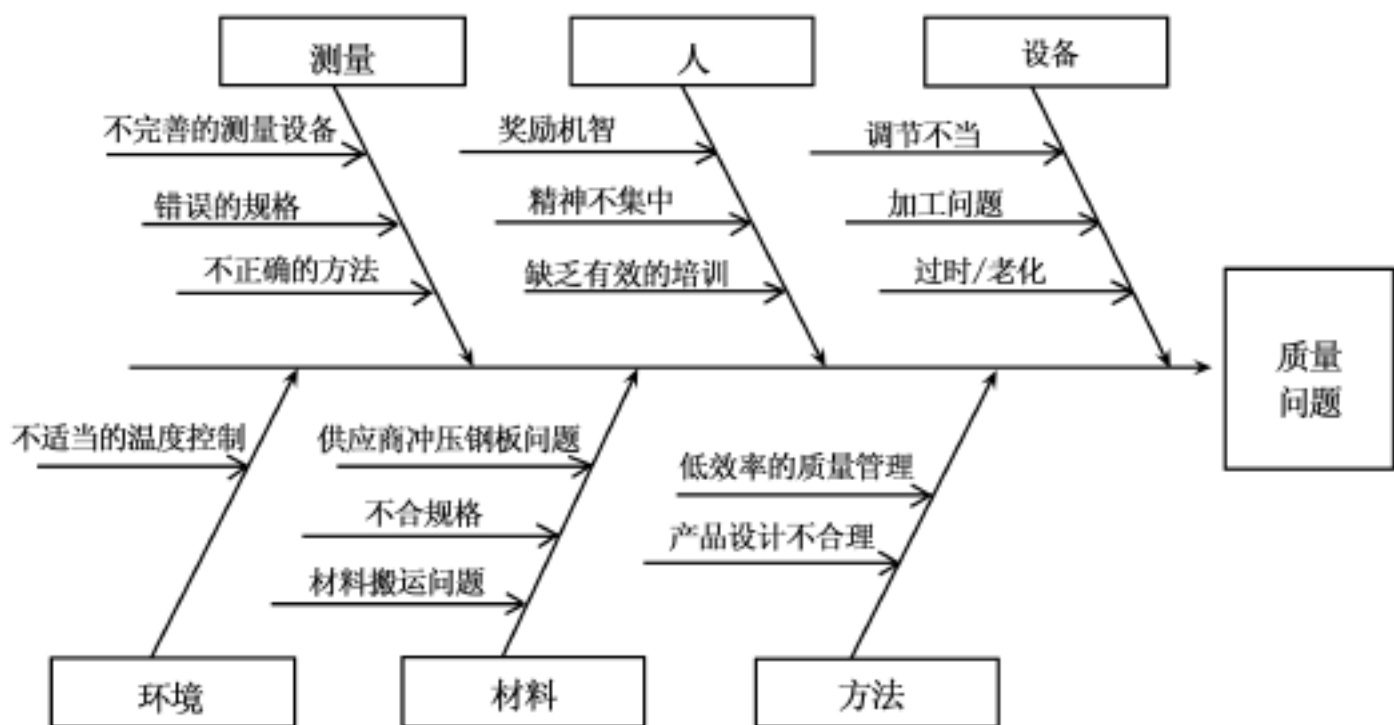 测量
人
设备
不完善的测量设备
奖励机智
调节不当
错误的规格
精神不集中
加工问题
不正确的方法
缺乏有效的培训
过时/老化
质量
问题
不适当的温度控制
供应商冲压钢板问题
低效率的质量管理
不合规格
产品设计不合理
材料搬运问题
环境
材料
方法